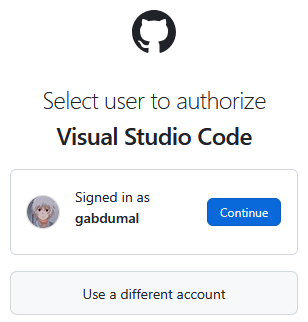 Select user to authorize
Visual Studio Code
Signed in as
gabdumal
Continue
Use a different account